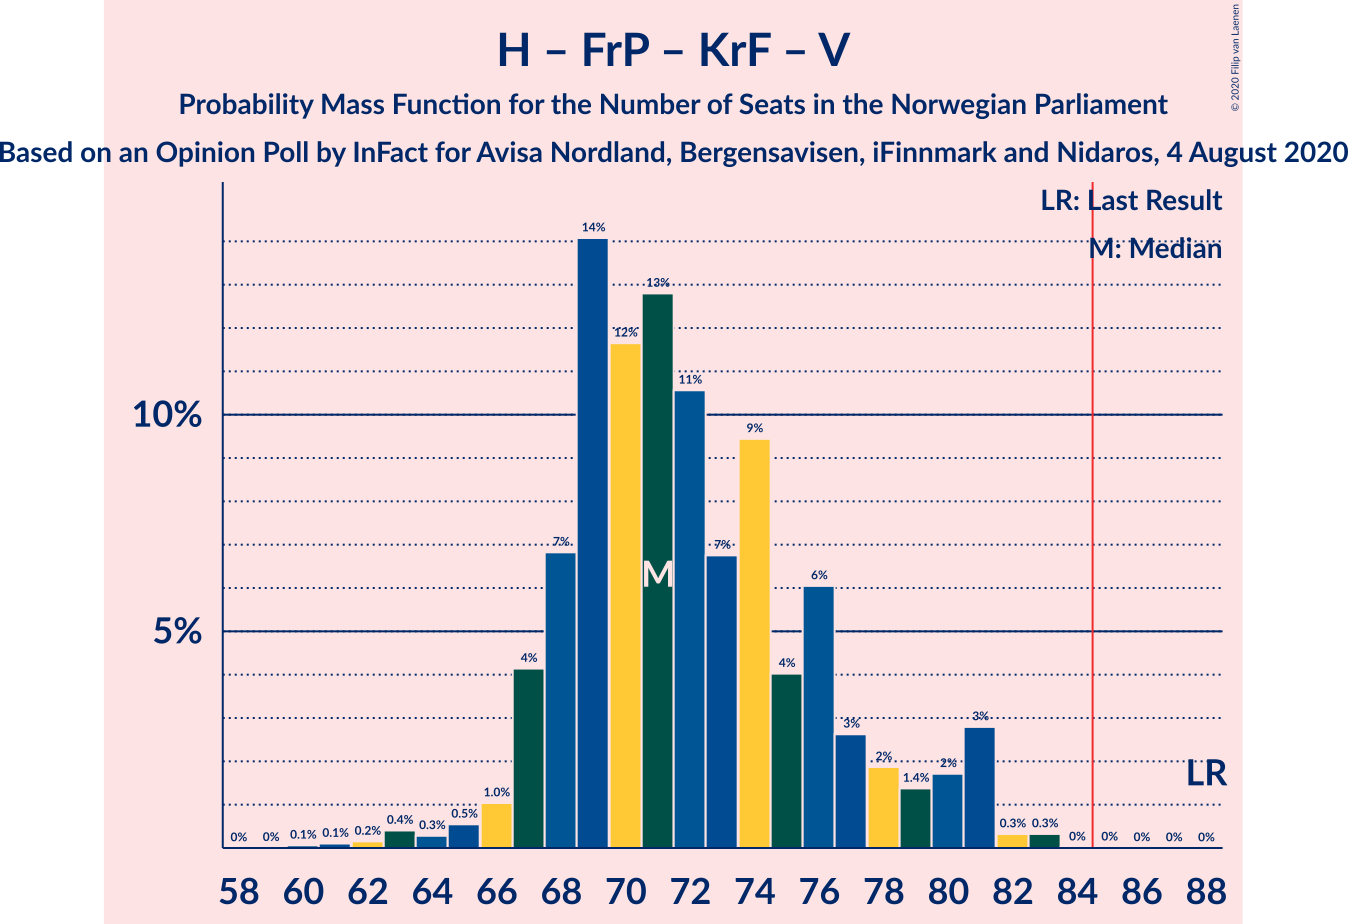 H – FrP – KrF – V
Probability Mass Function for the Number of Seats in the Norwegian Parliament
Based on an Opinion Poll by InFact for Avisa Nordland, Bergensavisen, iFinnmark and Nidaros, 4 August 2020
© 2020 Filip van Laenen
LR: Last Result
M: Median
10%
5%
0% 0% 0.1% 0.1% 0.2% 0.4% 0.3% 0.5% 1.0% 4% 7% 14% 12% 13% 11% 7% 9% 4% 6% 3% 2% 1.4% 2% 3% 0.3% 0.3% 0% 0% 0% 0% 0%
M
LR
58 60 62 64 66 68 70 72 74 76 78 80 82 84 86 88